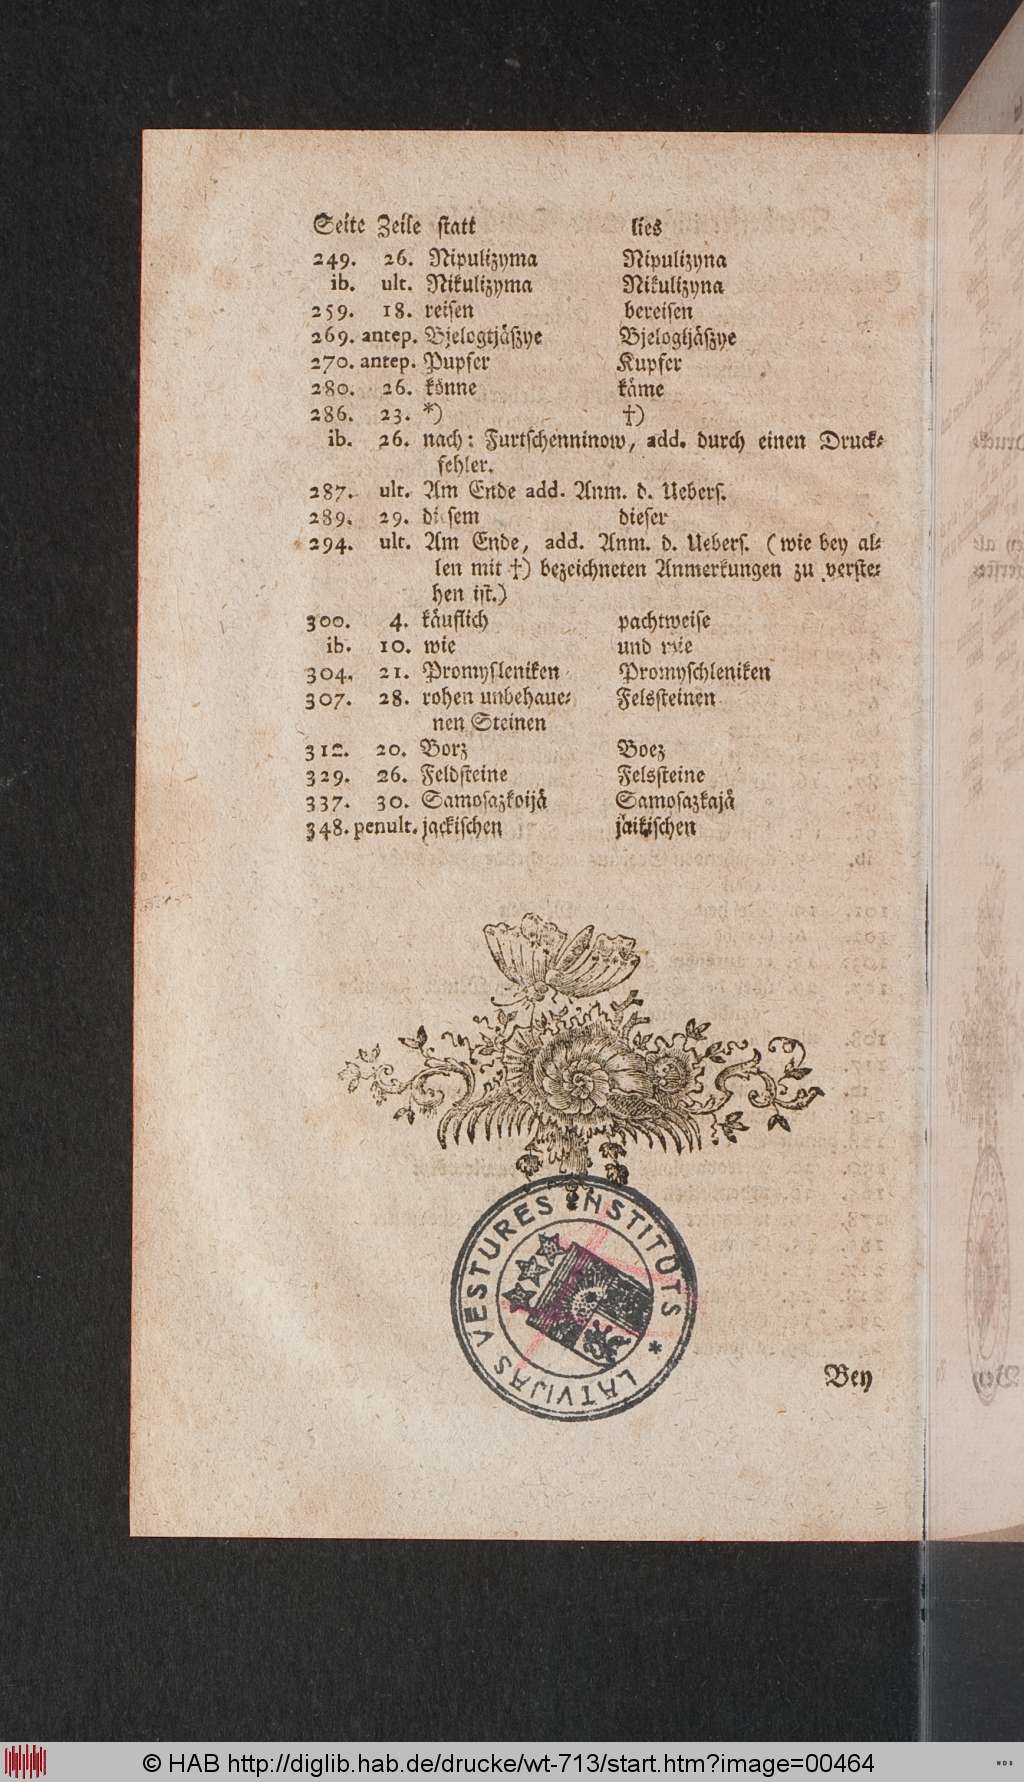 Seite Zeile statt lies
249. 26. Nipulizyma Nipulizyna
ib. ult. Nikulizyma Nikulizyna
259. 18. reisen bereisen
269. antep. Bjelogtjäszye Bjelogljäszye
270. antep. Pupfer Kupfer
280. 26. könne käme
286. 23. *) †)
ib. 26. nach: Furtschenninow, add. durch einen Druck-
fehler.
287. ult. Am Ende add. Anm. d. Uebers.
289. 29. diesem dieser
294. ult. Am Ende, add. Anm. d. Uebers. (wie bey al-
len mit †) bezeichneten Anmerkungen zu verste-
hen ist.)
300. 4. käuflich pachtweise
ib. 10. wie und wie
304. 21. Promysleniken Promyschleniken
307. 28. rohen unbehaue- Felssteinen
nen Steinen
312. 20. Borz Boez
329. 26. Feldsteine Felssteine
337. 30. Samosazkoijä Samosazkajä
348. penult. jackischen jaikischen
LATVIJAS VESTURES INSTITUTS *
Bey
© HAB http://diglib.hab.de/drucke/wt-713/start.htm?image=00464